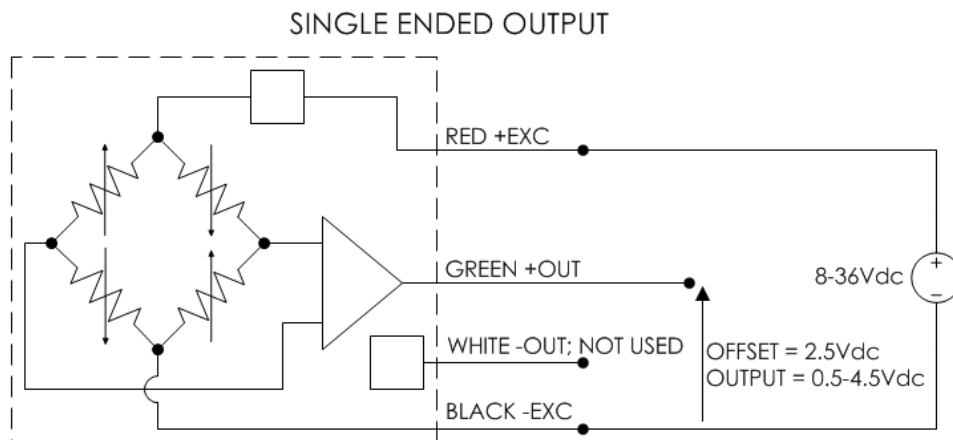 SINGLE ENDED OUTPUT
RED +EXC
GREEN +OUT
8-36Vdc
+
−
WHITE -OUT; NOT USED
OFFSET = 2.5Vdc
OUTPUT = 0.5-4.5Vdc
BLACK -EXC